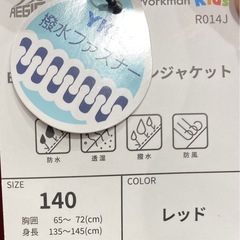 AEGIS
Workman Kids
R014J
YKK
撥水ファスナー
ンジャケット
防水
透湿
撥水
防風
SIZE
COLOR
140
レッド
胸囲 65～ 72(cm)
身長 135～145(cm)